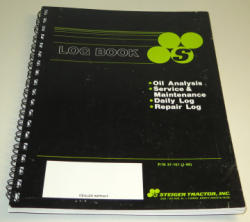 LOG BOOK
S
• Oil Analysis
• Service &
Maintenance
• Daily Log
• Repair Log
STEIGER TRACTOR, INC.